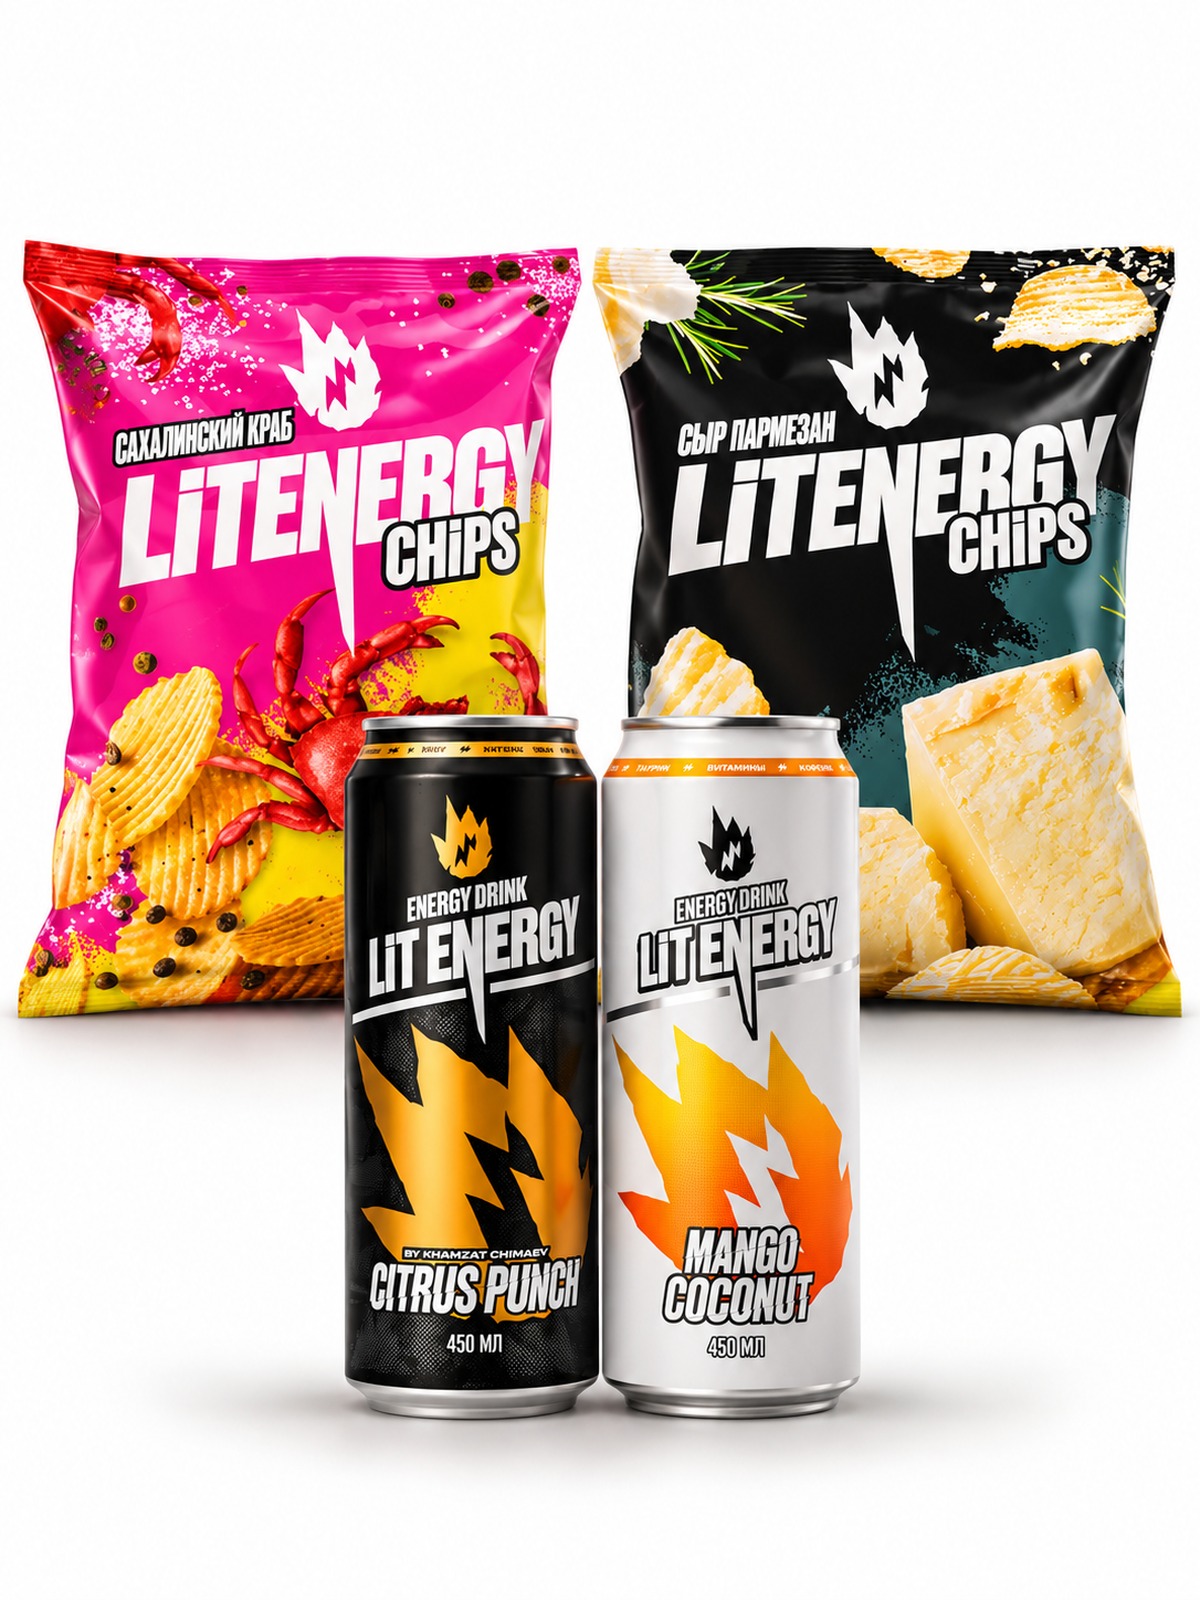 САХАЛИНСКИЙ КРАБ
LiTENERGY
CHiPS
СЫР ПАРМЕЗАН
LiTENERGY
CHiPS
ENERGY DRINK
LiT ENERGY
BY KHAMZAT CHIMAEV
CITRUS PUNCH
450 МЛ
ВИТАМИНЫ
ENERGY DRINK
LiT ENERGY
MANGO
COCONUT
450 МЛ